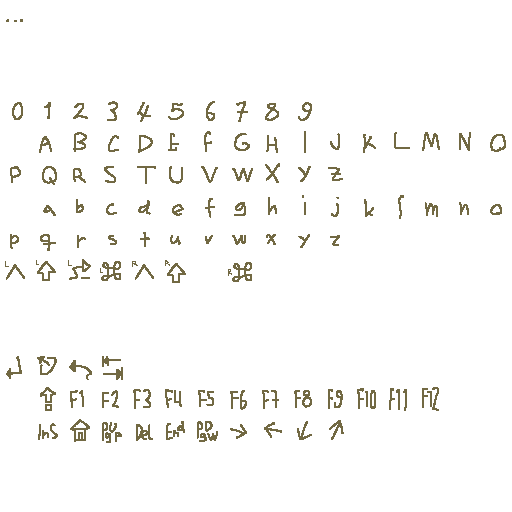 ...
0 1 2 3 4 5 6 7 8 9
A B C D E F G H I J K L M N O
P Q R S T U V W X Y Z
a b c d e f g h i j k l m n o
p q r s t u v w x y z
L ^ L ⇧ L ⌥ L ⌘ R ^ R ⇧ R ⌘
↵ ⎋ ↶ ↹
⇪ F1 F2 F3 F4 F5 F6 F7 F8 F9 F10 F11 F12
InS ⌂ PgUp Del End PgDw → ← ↓ ↗